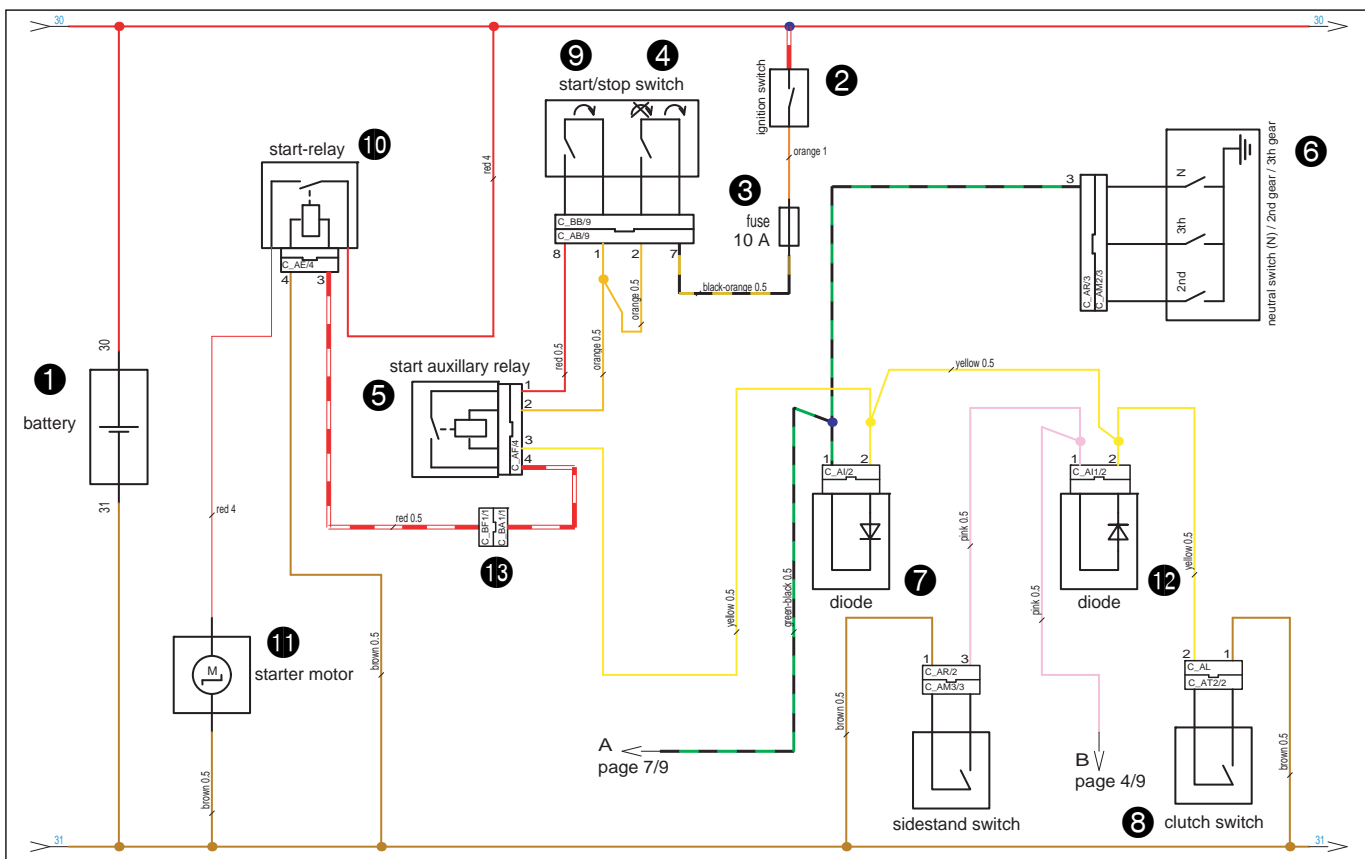 30
30
9
4
start/stop switch
ignition switch
2
start-relay
10
red 4
orange 1
3
fuse
10 A
C_BB/9
C_AB/9
8
1
2
7
black-orange 0.5
3
N
3th
2nd
C_AR/3
C_AM2/3
6
neutral switch (N) / 2nd gear / 3th gear
C_AE/4
4
3
orange 0.5
orange 0.5
red 0.5
30
1
battery
31
start auxillary relay
5
1
2
3
4
C_AF/4
yellow 0.5
1
2
C_AI/2
1
2
C_AI1/2
red 4
red 0.5
C_BF1/1
C_BA1/1
13
pink 0.5
yellow 0.5
7
diode
12
diode
yellow 0.5
green-black 0.5
pink 0.5
11
M
starter motor
brown 0.5
1
3
C_AR/2
C_AM3/3
2
1
C_AL
C_AT2/2
brown 0.5
brown 0.5
brown 0.5
A
page 7/9
B
page 4/9
sidestand switch
8
clutch switch
31
31